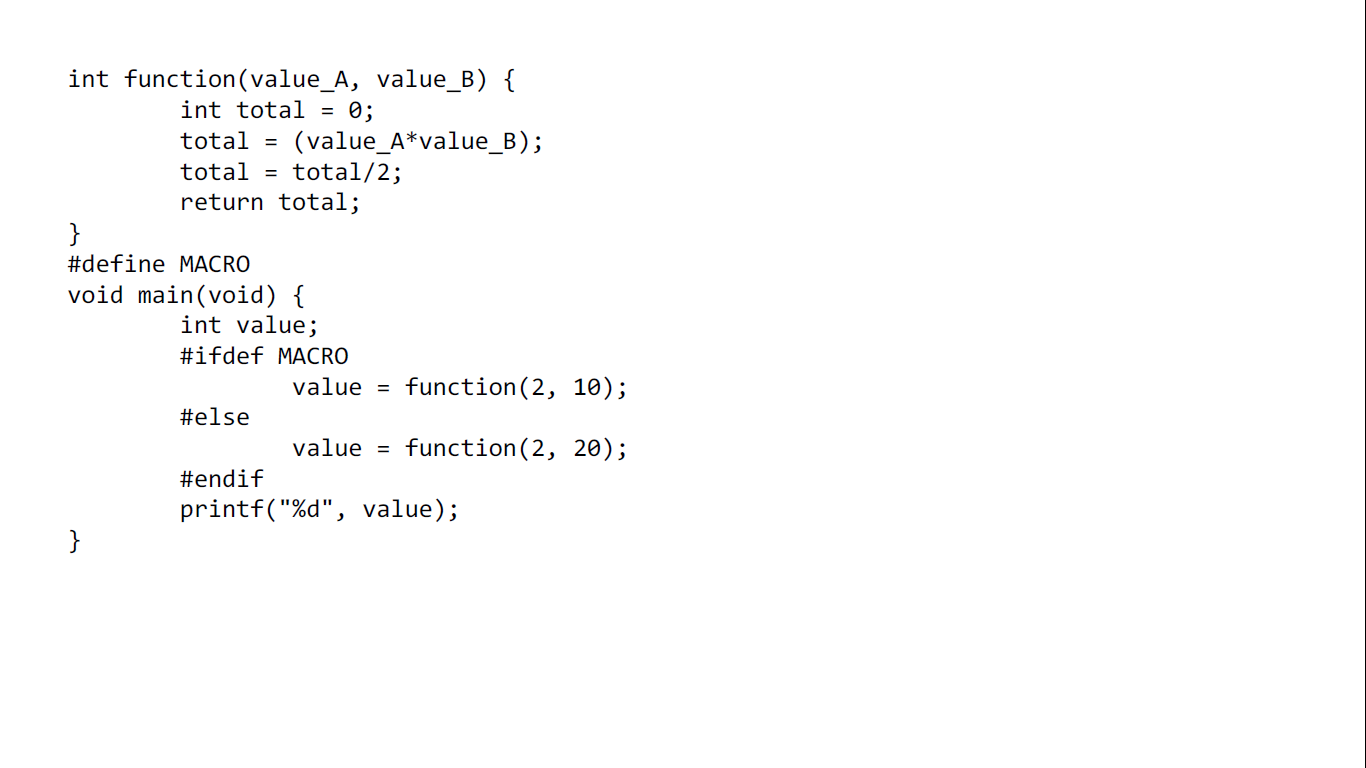 int function(value_A, value_B) {
        int total = 0;
        total = (value_A*value_B);
        total = total/2;
        return total;
}
#define MACRO
void main(void) {
        int value;
        #ifdef MACRO
                value = function(2, 10);
        #else
                value = function(2, 20);
        #endif
        printf("%d", value);
}